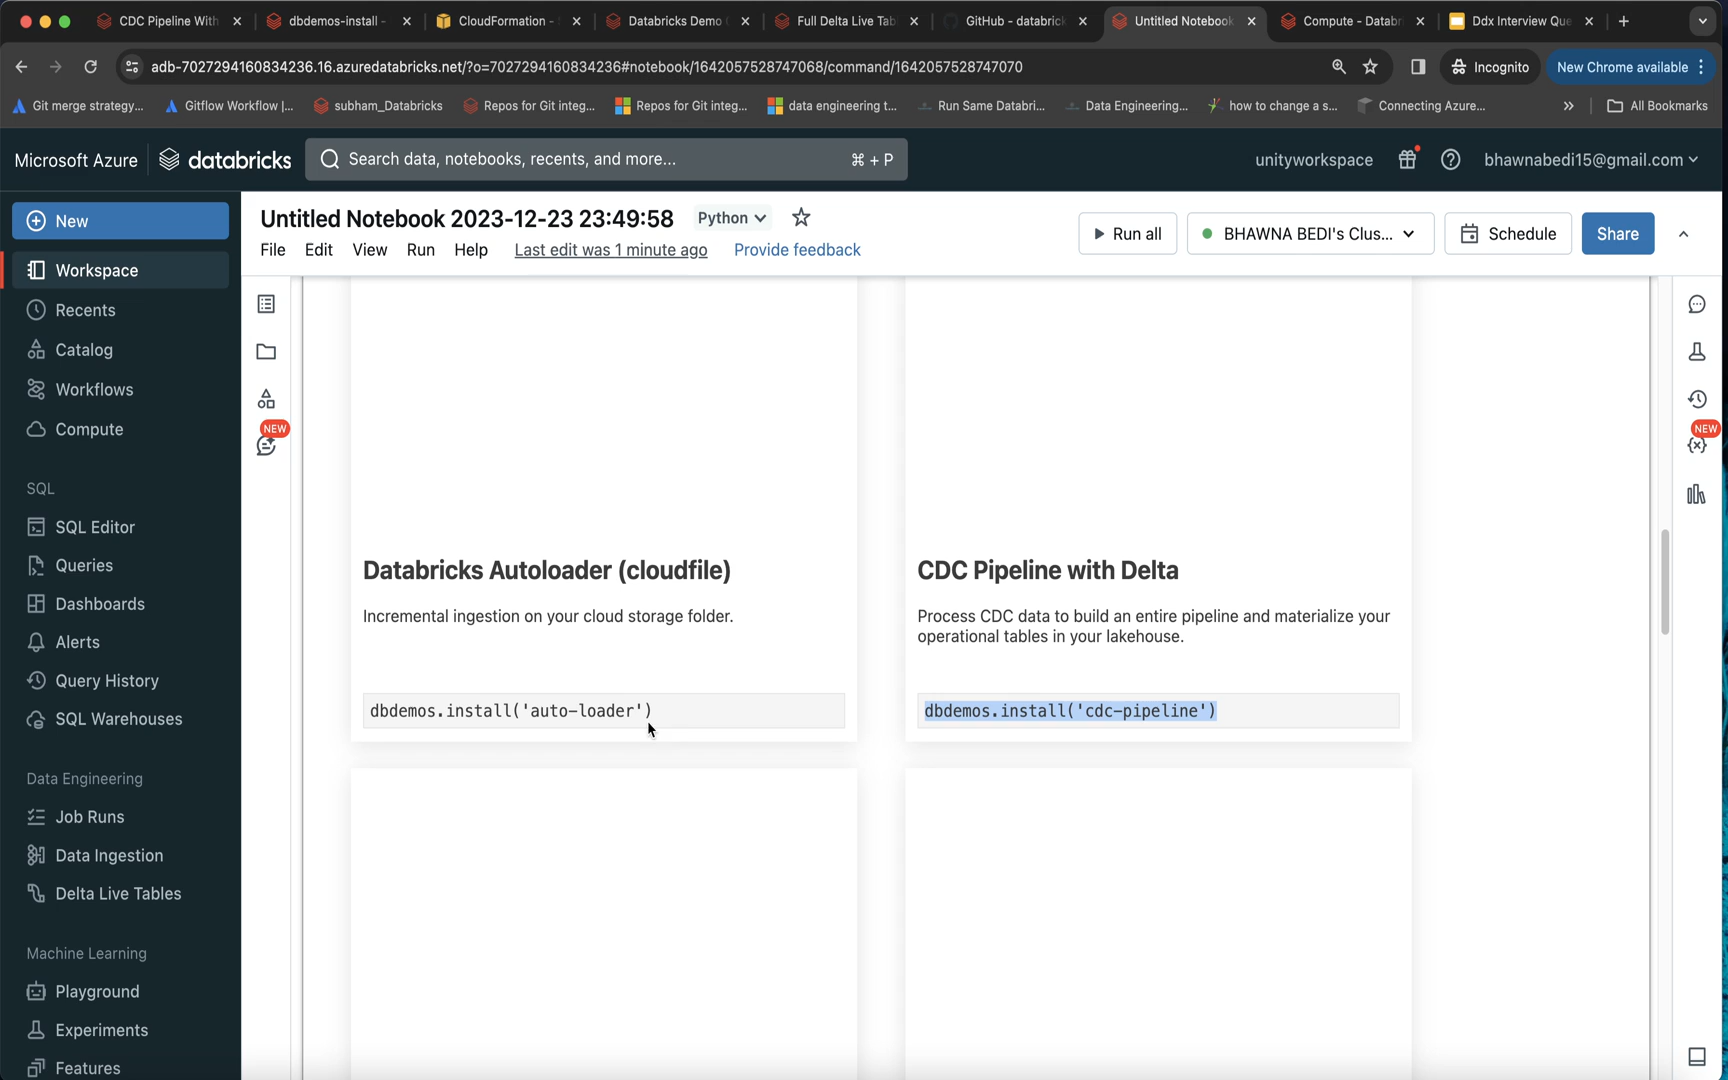 CDC Pipeline With
dbdemos-install -
CloudFormation -
Databricks Demo
Full Delta Live Tab
GitHub - databrick
Untitled Notebook
Compute - Datab
Ddx Interview Que
adb-7027294160834236.16.azuredatabricks.net/?o=7027294160834236#notebook/1642057528747068/command/1642057528747070
Incognito
New Chrome available
Git merge strategy...
Gitflow Workflow |...
subham_Databricks
Repos for Git integ...
Repos for Git integ...
data engineering t...
Run Same Databri...
Data Engineering...
how to change a s...
Connecting Azure...
All Bookmarks
Microsoft Azure
databricks
Search data, notebooks, recents, and more...
⌘ + P
unityworkspace
bhawnabedi15@gmail.com
New
Untitled Notebook 2023-12-23 23:49:58
Python
File
Edit
View
Run
Help
Last edit was 1 minute ago
Provide feedback
Run all
BHAWNA BEDI's Clus...
Schedule
Share
Workspace
Recents
Catalog
Workflows
Compute
SQL
SQL Editor
Queries
Dashboards
Alerts
Query History
SQL Warehouses
Data Engineering
Job Runs
Data Ingestion
Delta Live Tables
Machine Learning
Playground
Experiments
Features
NEW
NEW
Databricks Autoloader (cloudfile)
Incremental ingestion on your cloud storage folder.
dbdemos.install('auto-loader')
CDC Pipeline with Delta
Process CDC data to build an entire pipeline and materialize your
operational tables in your lakehouse.
dbdemos.install('cdc-pipeline')